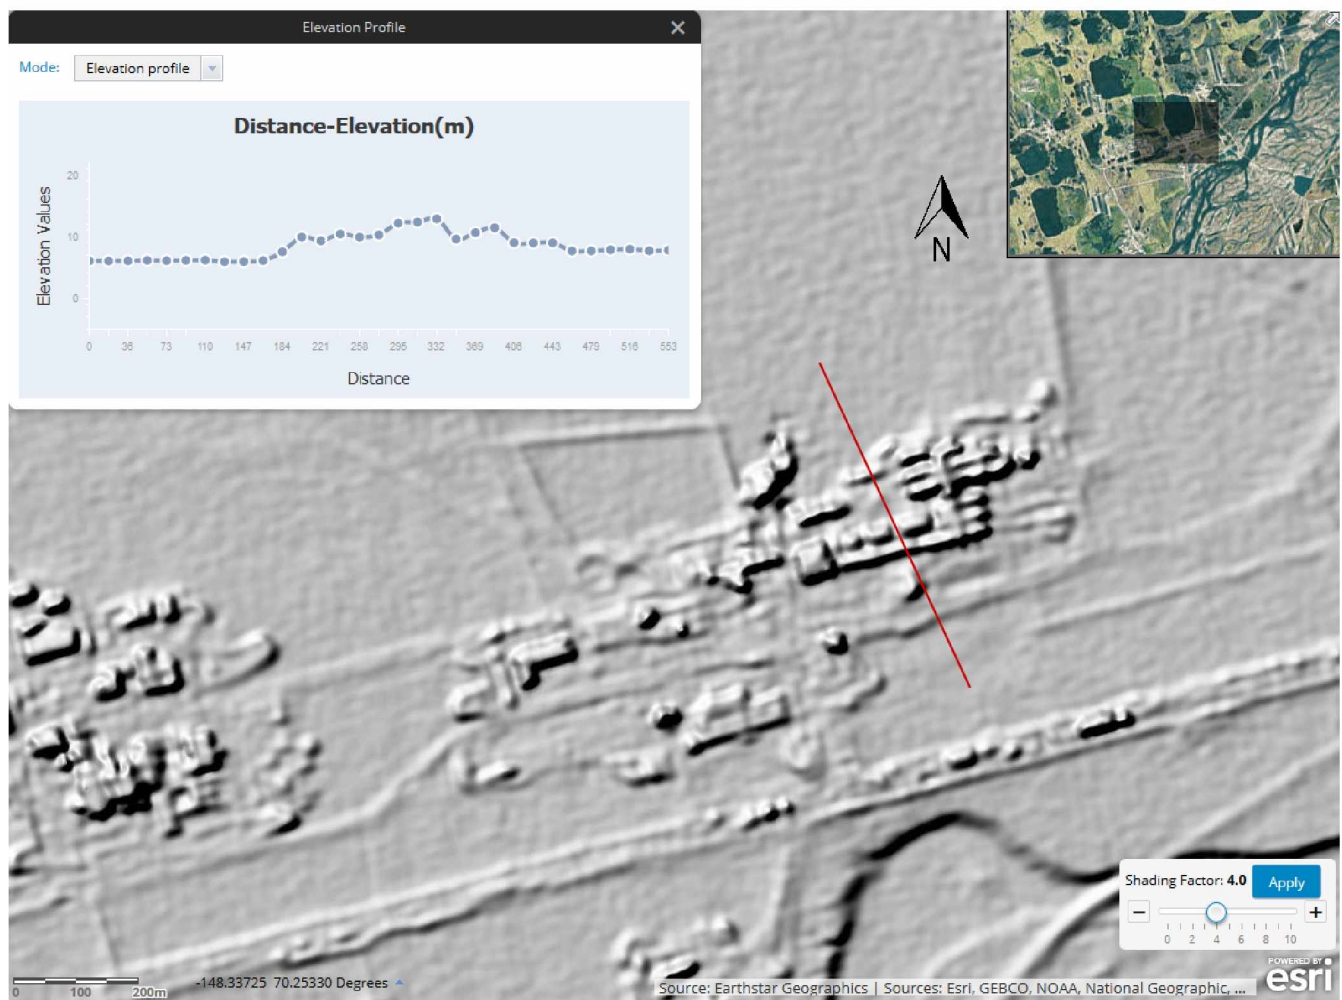 Elevation Profile
Mode: Elevation profile
Distance-Elevation(m)
Elevation Values
20
10
0
0 36 73 110 147 184 221 258 295 332 369 406 443 479 516 553
Distance
N
Shading Factor: 4.0 Apply
0 2 4 6 8 10
0 100 200m
-148.33725 70.25330 Degrees
Source: Earthstar Geographics | Sources: Esri, GEBCO, NOAA, National Geographic, ...
POWERED BY
esri